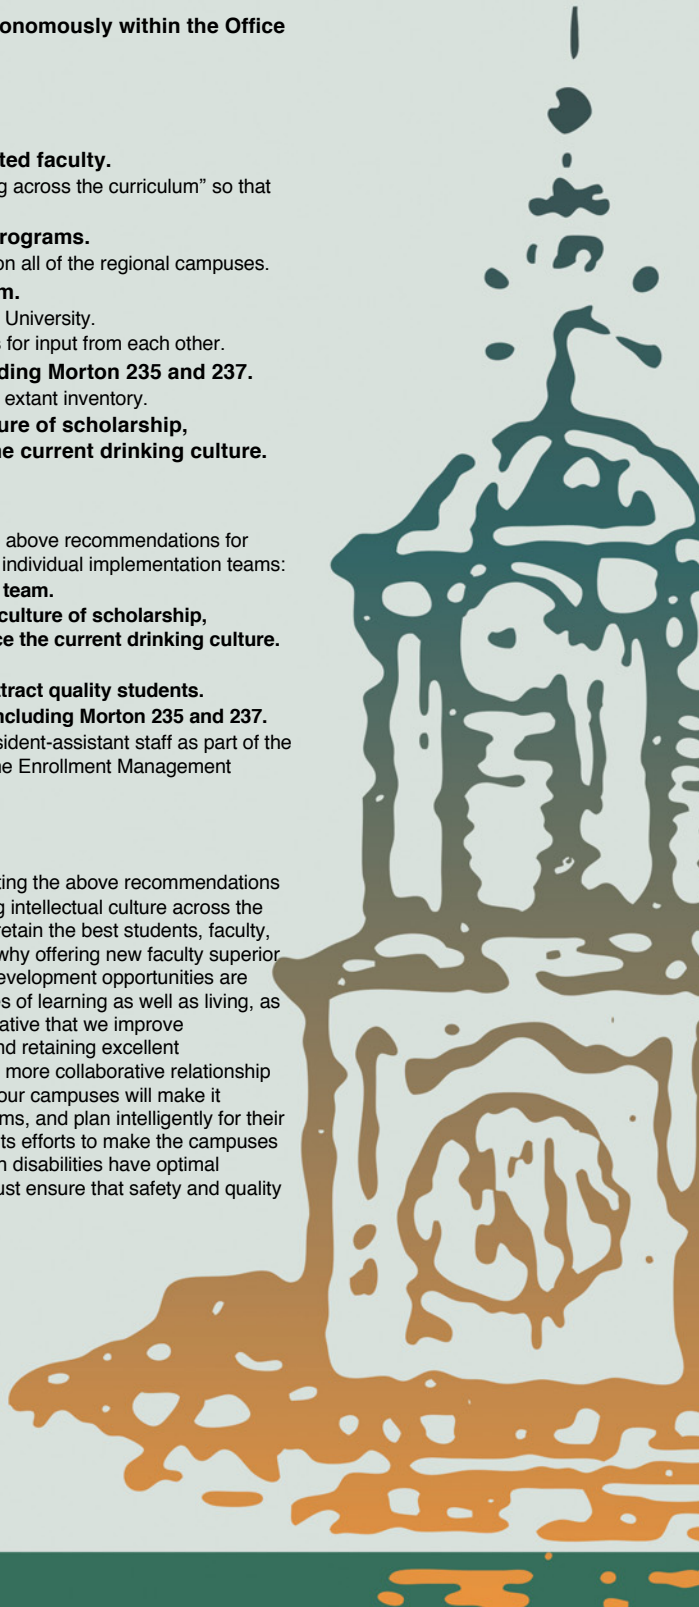 onomously within the Office
ted faculty.
g across the curriculum” so that
rograms.
on all of the regional campuses.
m.
University.
s for input from each other.
ding Morton 235 and 237.
extant inventory.
ure of scholarship,
ne current drinking culture.
above recommendations for
individual implementation teams:
team.
culture of scholarship,
ce the current drinking culture.
ttract quality students.
ncluding Morton 235 and 237.
sident-assistant staff as part of the
ne Enrollment Management
ting the above recommendations
g intellectual culture across the
retain the best students, faculty,
why offering new faculty superior
evelopment opportunities are
es of learning as well as living, as
ative that we improve
nd retaining excellent
more collaborative relationship
our campuses will make it
ms, and plan intelligently for their
its efforts to make the campuses
h disabilities have optimal
ust ensure that safety and quality